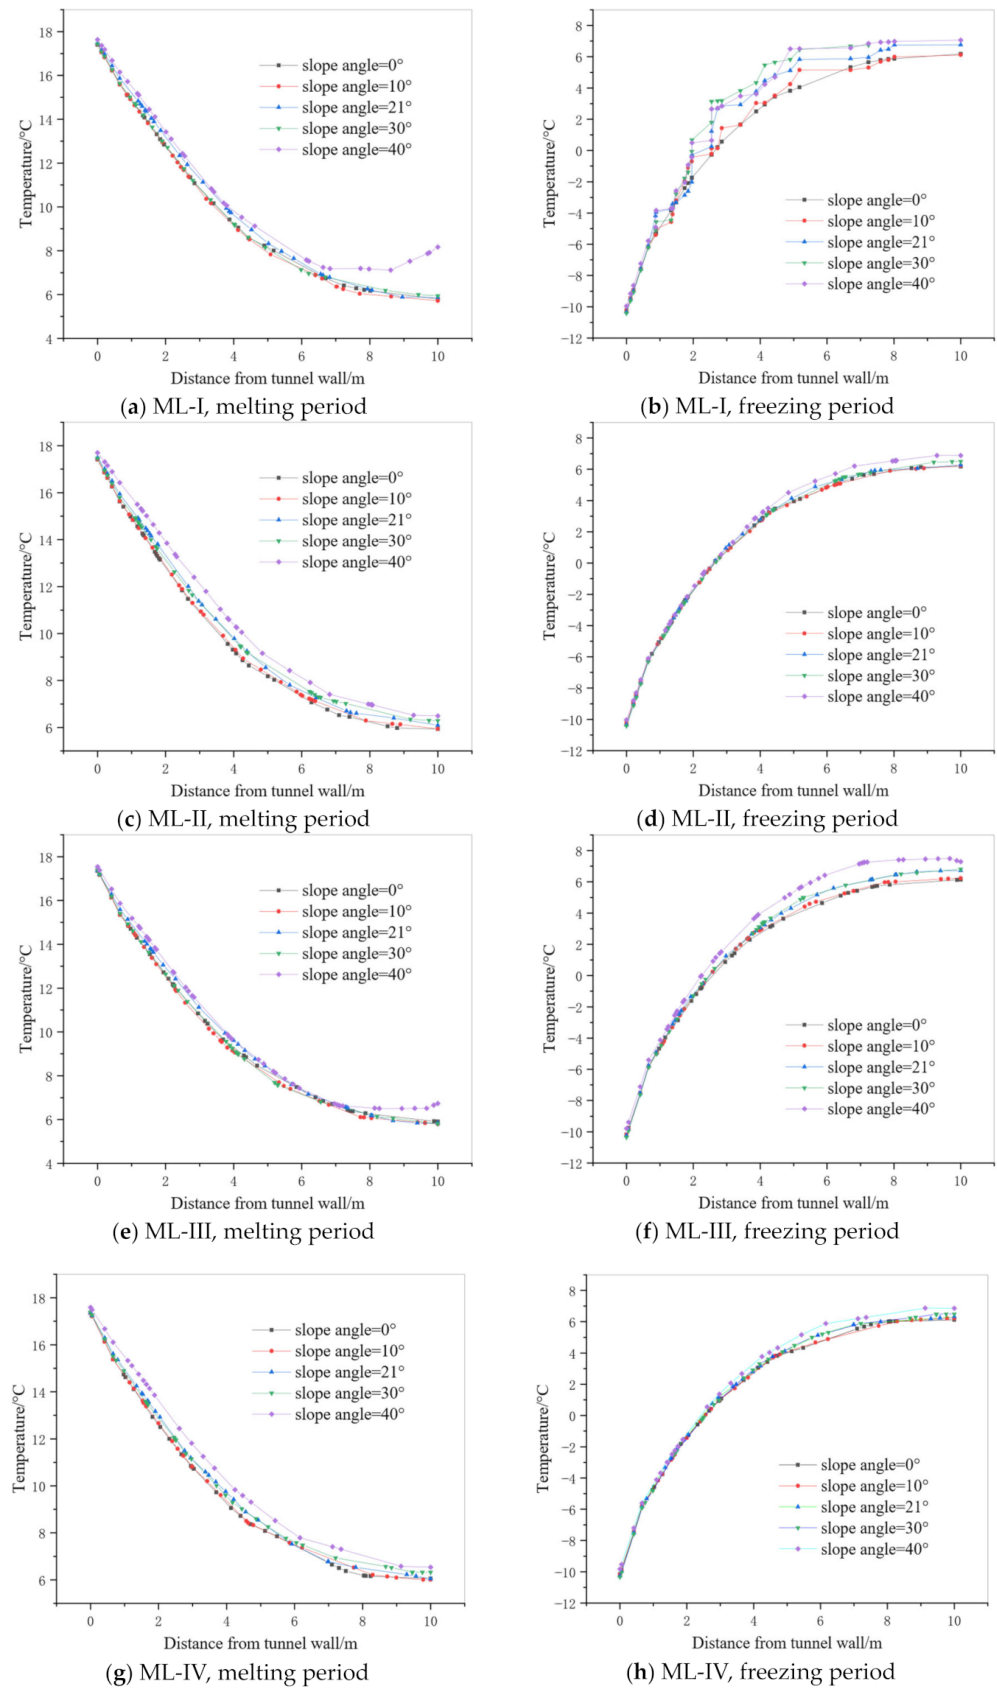 18
16
14
12
10
8
6
4
Temperature/°C
slope angle=0°
slope angle=10°
slope angle=21°
slope angle=30°
slope angle=40°
0 2 4 6 8 10
Distance from tunnel wall/m
(a) ML-I, melting period
8
6
4
2
0
−2
−4
−6
−8
−10
−12
Temperature/°C
slope angle=0°
slope angle=10°
slope angle=21°
slope angle=30°
slope angle=40°
0 2 4 6 8 10
Distance from tunnel wall/m
(b) ML-I, freezing period
18
16
14
12
10
8
6
Temperature/°C
slope angle=0°
slope angle=10°
slope angle=21°
slope angle=30°
slope angle=40°
0 2 4 6 8 10
Distance from tunnel wall/m
(c) ML-II, melting period
8
6
4
2
0
−2
−4
−6
−8
−10
−12
Temperature/°C
slope angle=0°
slope angle=10°
slope angle=21°
slope angle=30°
slope angle=40°
0 2 4 6 8 10
Distance from tunnel wall/m
(d) ML-II, freezing period
18
16
14
12
10
8
6
4
Temperature/°C
slope angle=0°
slope angle=10°
slope angle=21°
slope angle=30°
slope angle=40°
0 2 4 6 8 10
Distance from tunnel wall/m
(e) ML-III, melting period
8
6
4
2
0
−2
−4
−6
−8
−10
−12
Temperature/°C
slope angle=0°
slope angle=10°
slope angle=21°
slope angle=30°
slope angle=40°
0 2 4 6 8 10
Distance from tunnel wall/m
(f) ML-III, freezing period
18
16
14
12
10
8
6
Temperature/°C
slope angle=0°
slope angle=10°
slope angle=21°
slope angle=30°
slope angle=40°
0 2 4 6 8 10
Distance from tunnel wall/m
(g) ML-IV, melting period
8
6
4
2
0
−2
−4
−6
−8
−10
−12
Temperature/°C
slope angle=0°
slope angle=10°
slope angle=21°
slope angle=30°
slope angle=40°
0 2 4 6 8 10
Distance from tunnel wall/m
(h) ML-IV, freezing period